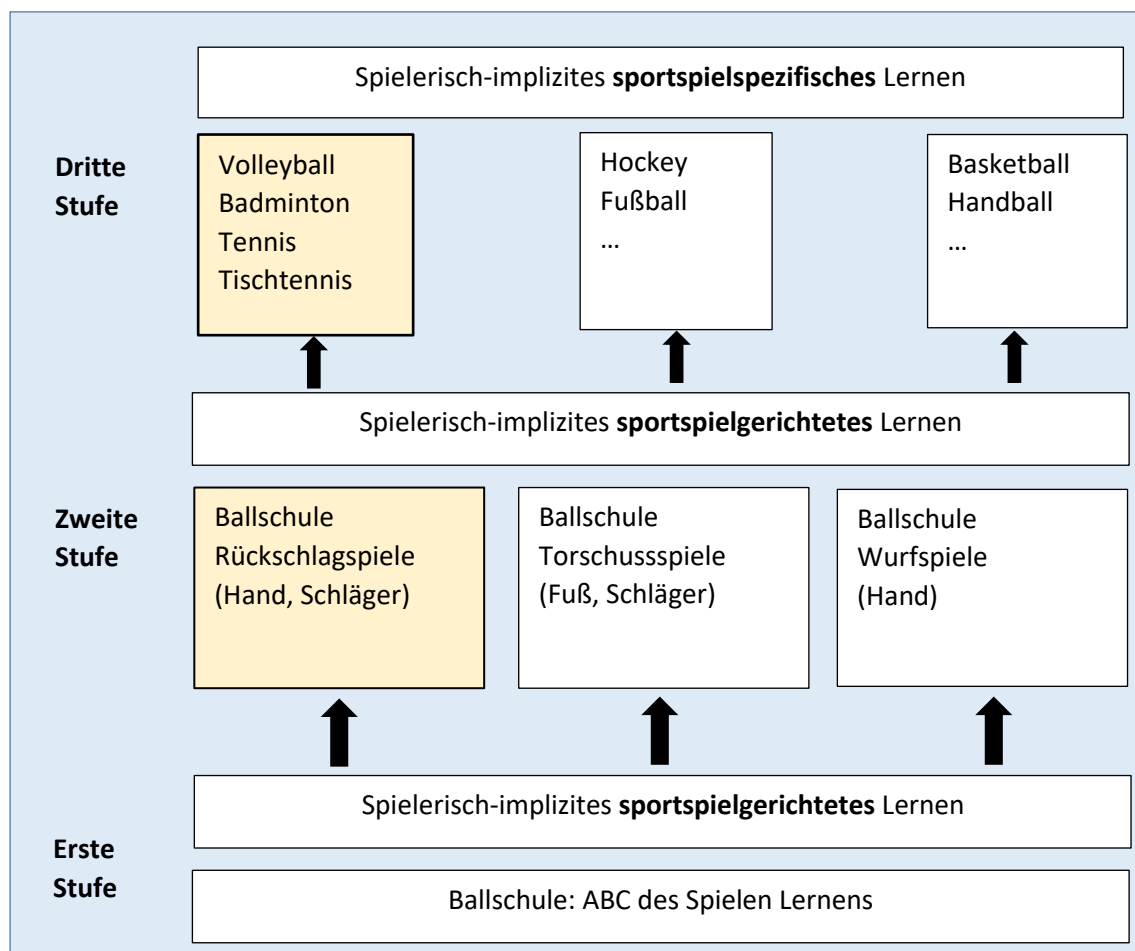 Spielerisch-implizites sportspielspezifisches Lernen
Dritte
Stufe
Volleyball
Badminton
Tennis
Tischtennis
Hockey
Fußball
...
Basketball
Handball
...
Spielerisch-implizites sportspielgerichtetes Lernen
Zweite
Stufe
Ballschule
Rückschlagspiele
(Hand, Schläger)
Ballschule
Torschussspiele
(Fuß, Schläger)
Ballschule
Wurfspiele
(Hand)
Spielerisch-implizites sportspielgerichtetes Lernen
Erste
Stufe
Ballschule: ABC des Spielen Lernens